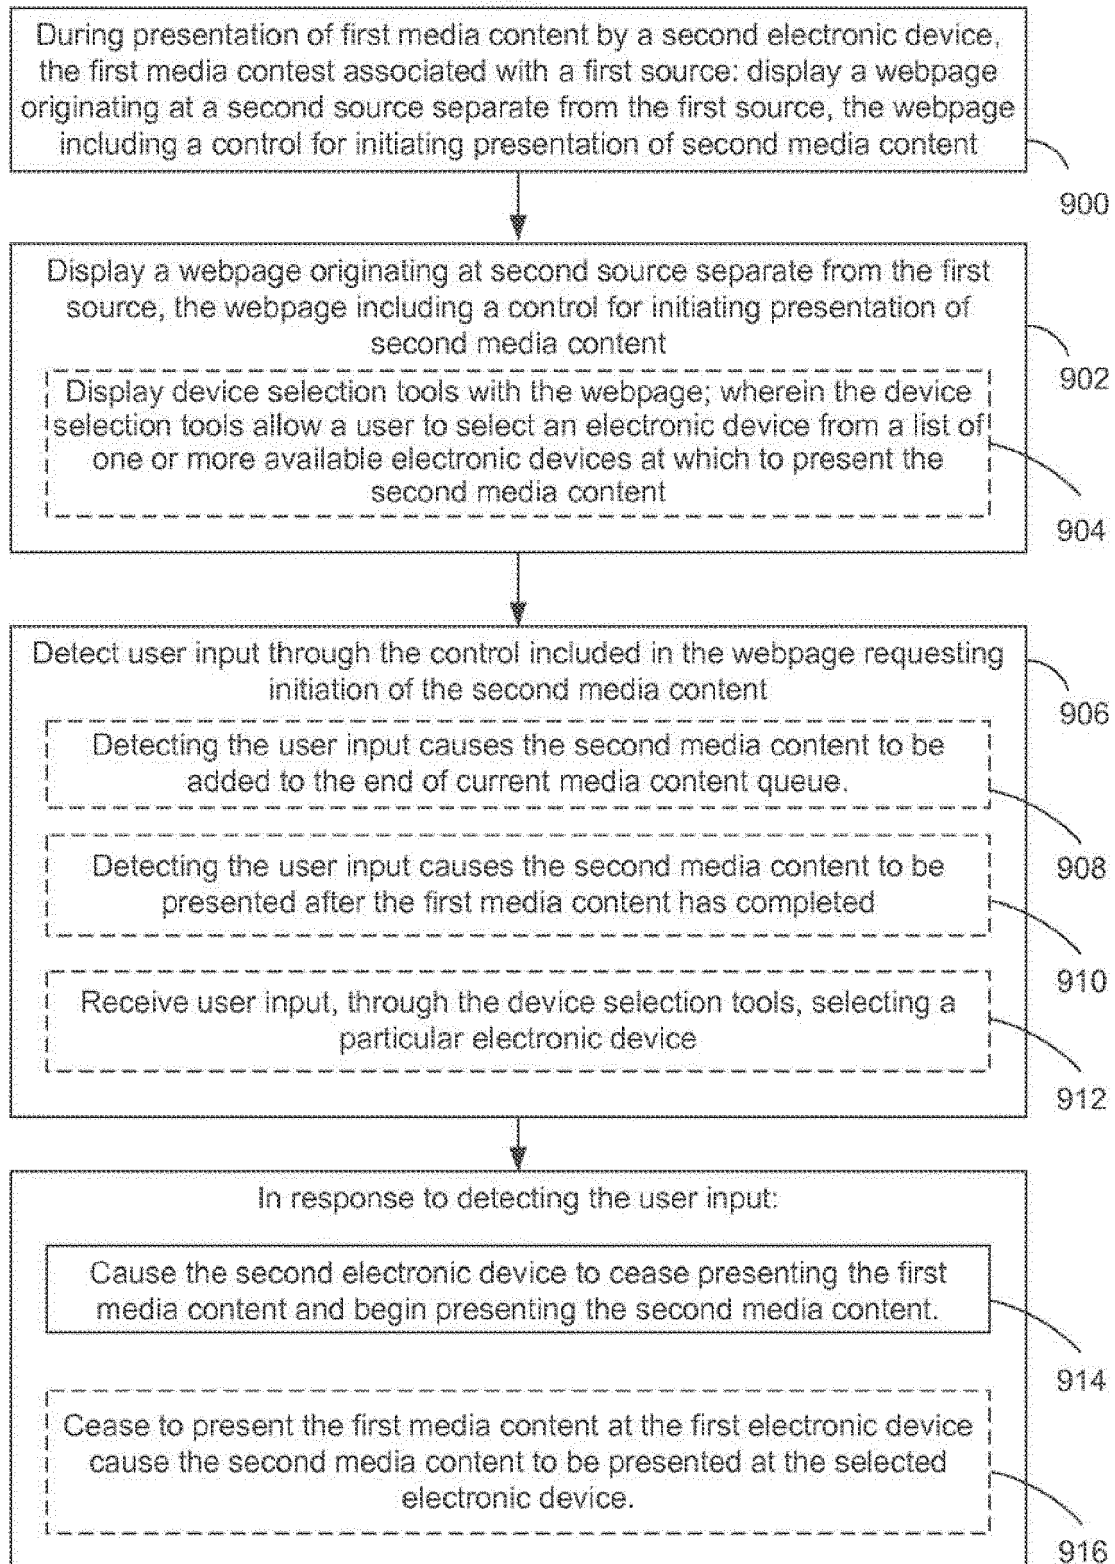 During presentation of first media content by a second electronic device,
the first media contest associated with a first source: display a webpage
originating at a second source separate from the first source, the webpage
including a control for initiating presentation of second media content
900
Display a webpage originating at second source separate from the first
source, the webpage including a control for initiating presentation of
second media content
902
Display device selection tools with the webpage; wherein the device
selection tools allow a user to select an electronic device from a list of
one or more available electronic devices at which to present the
second media content
904
Detect user input through the control included in the webpage requesting
initiation of the second media content
906
Detecting the user input causes the second media content to be
added to the end of current media content queue.
908
Detecting the user input causes the second media content to be
presented after the first media content has completed
910
Receive user input, through the device selection tools, selecting a
particular electronic device
912
In response to detecting the user input:
Cause the second electronic device to cease presenting the first
media content and begin presenting the second media content.
914
Cease to present the first media content at the first electronic device
cause the second media content to be presented at the selected
electronic device.
916